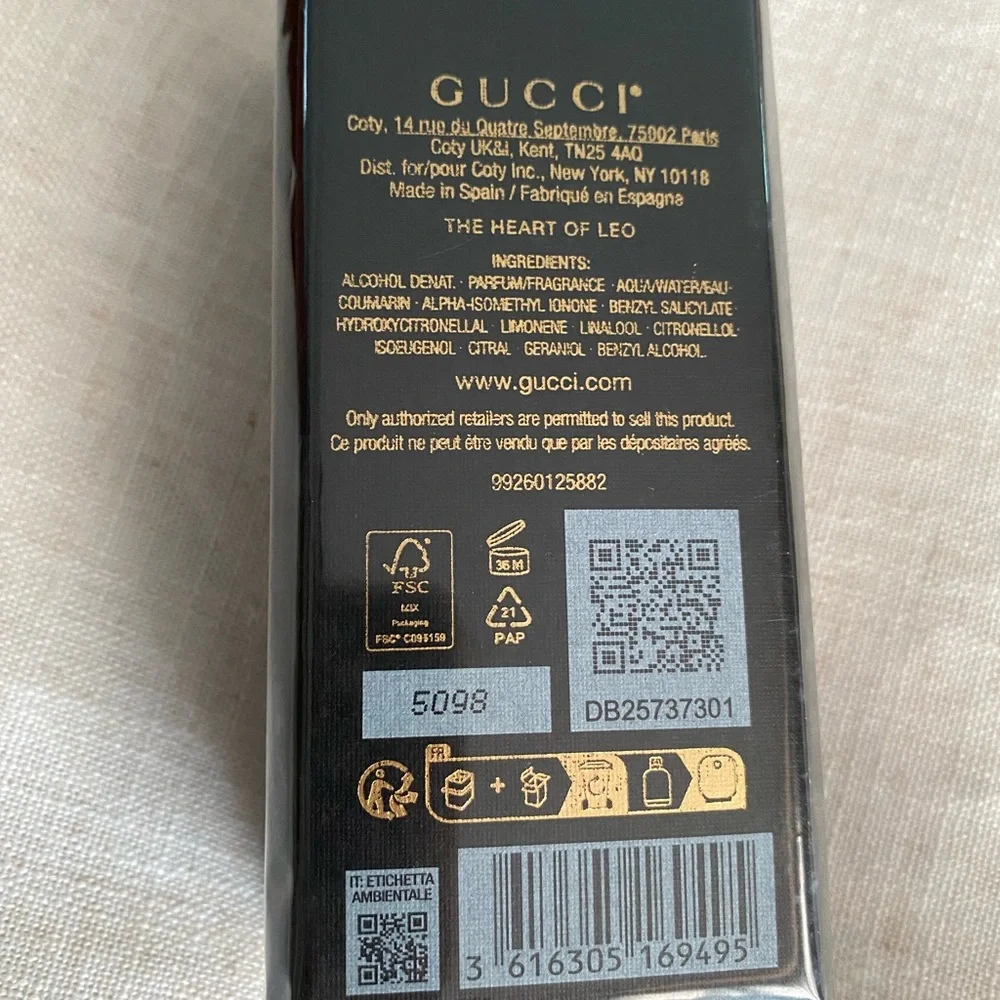 GUCCI
Coty, 14 rue du Quatre Septembre, 75002 Paris
Coty UK&I, Kent, TN25 4AQ
Dist. for/pour Coty Inc., New York, NY 10118
Made in Spain / Fabriqué en Espagne
THE HEART OF LEO
INGREDIENTS:
ALCOHOL DENAT. · PARFUM/FRAGRANCE · AQUA/WATER/EAU ·
COUMARIN · ALPHA-ISOMETHYL IONONE · BENZYL SALICYLATE ·
HYDROXYCITRONELLAL · LIMONENE · LINALOOL · CITRONELLOL ·
ISOEUGENOL · CITRAL · GERANIOL · BENZYL ALCOHOL.
www.gucci.com
Only authorized retailers are permitted to sell this product.
Ce produit ne peut être vendu que par les dépositaires agréés.
99260125882
FSC
MIX
Packaging
FSC® C095159
36 M
21
PAP
5098
DB25737301
FR
IT: ETICHETTA
AMBIENTALE
3 616305 169495